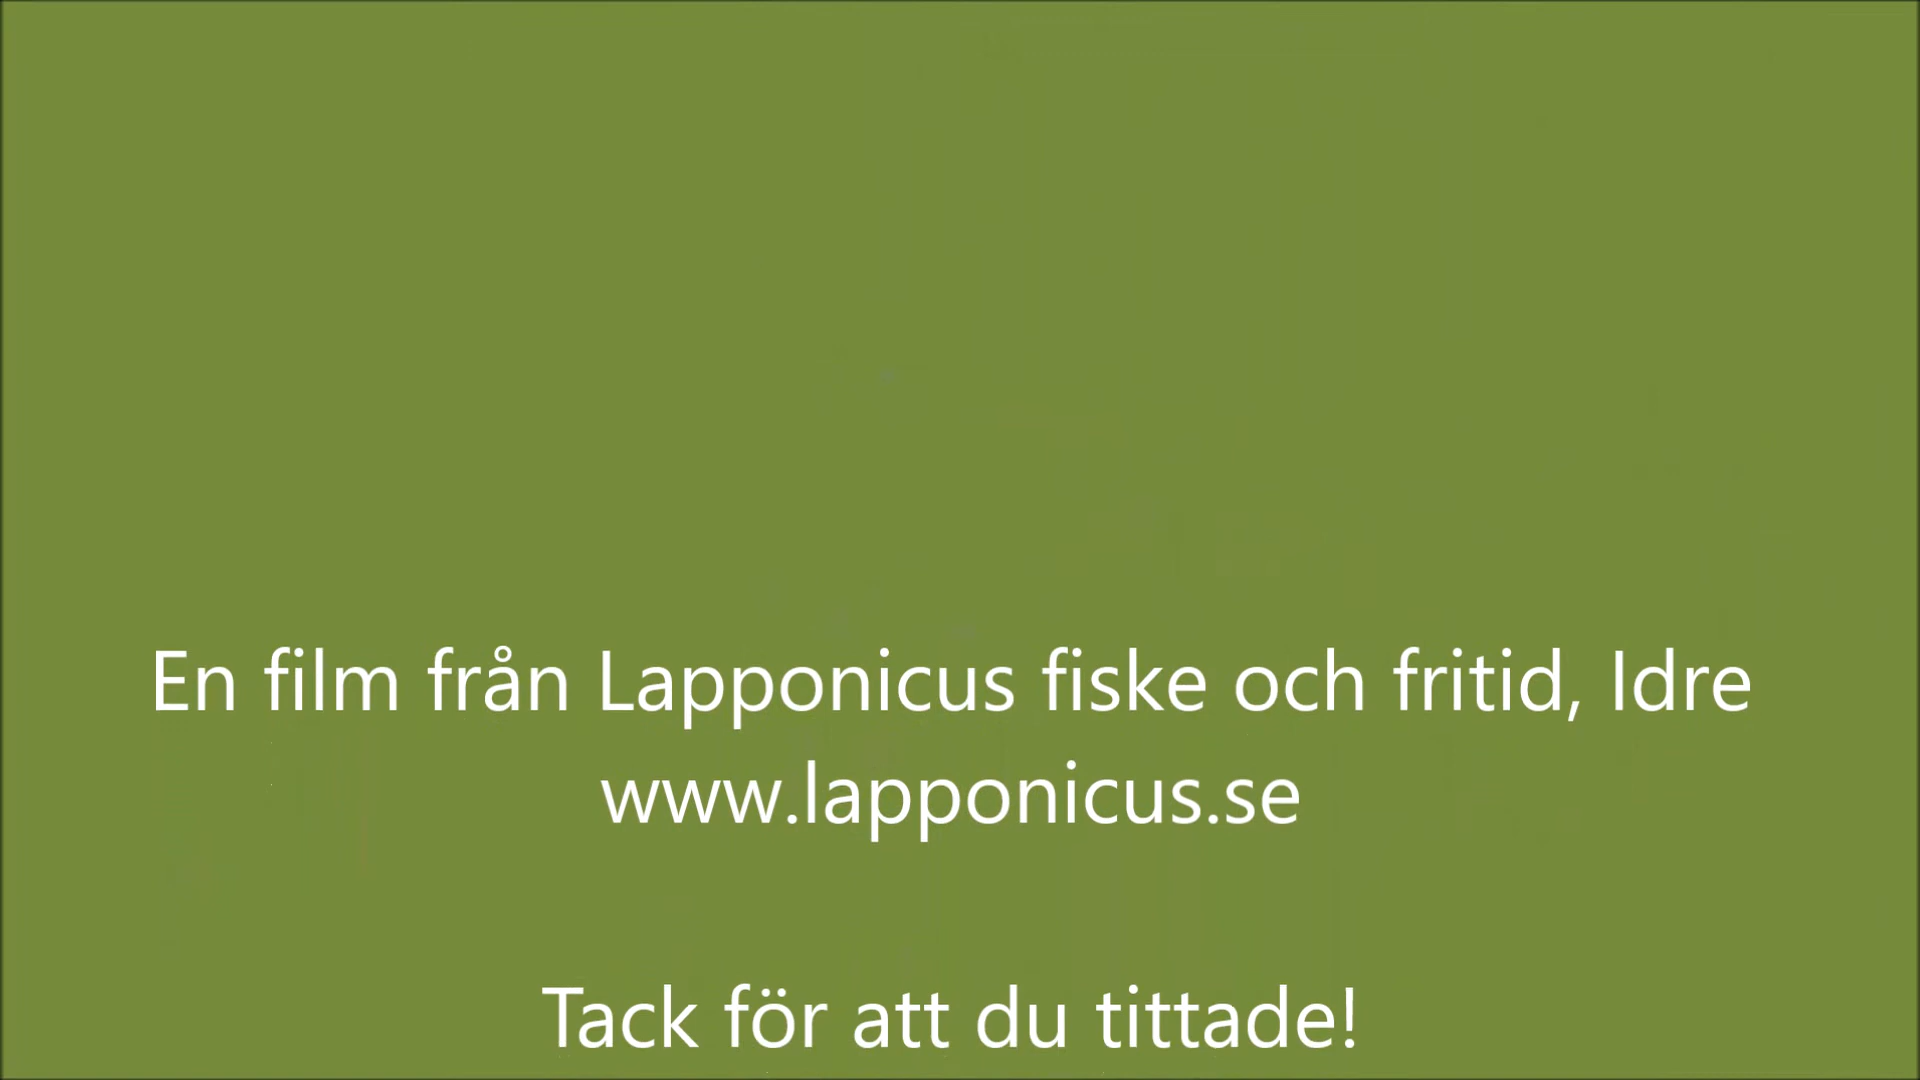 En film från Lapponicus fiske och fritid, Idre
www.lapponicus.se
Tack för att du tittade!